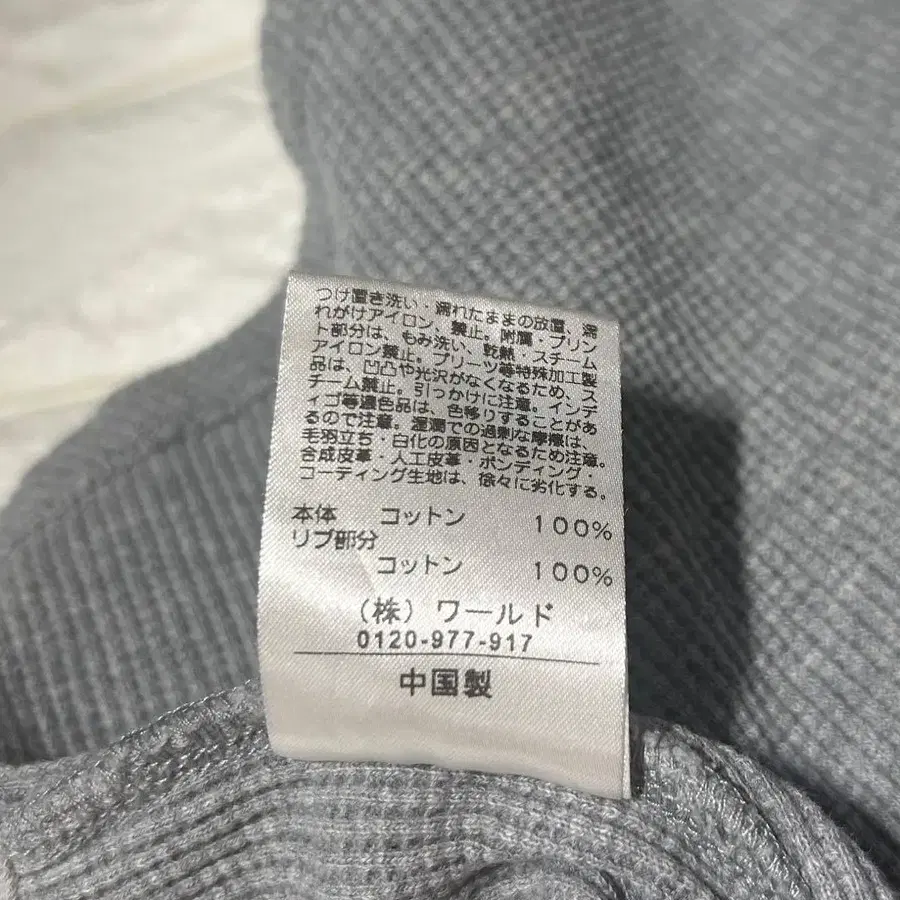 つけ置き洗い・濡れたままの放置、濡
れがけアイロン、禁止。附属・プリン
ト部分は、もみ洗い、乾熱・スチーム
アイロン禁止。プリーツ等特殊加工製
品は、凹凸や光沢がなくなるため、ス
チーム禁止。引っかけに注意。インデ
ィゴ等濃色品は、色移りすることがあ
るので注意。湿潤での過剰な摩擦は、
毛羽立ち・白化の原因となるため注意。
合成皮革・人工皮革・ボンディング・
コーティング生地は、徐々に劣化する。
本体 コットン 100%
リブ部分
コットン 100%
(株)ワールド
0120-977-917
中国製